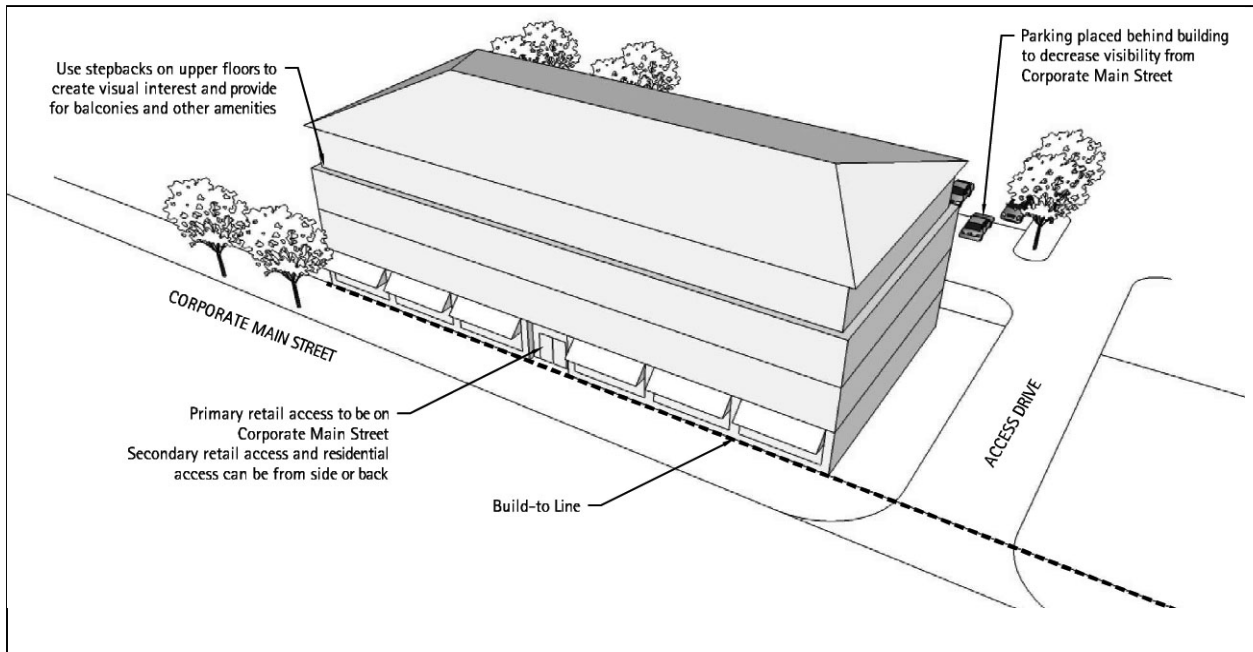 Use stepbacks on upper floors to
create visual interest and provide
for balconies and other amenities
Parking placed behind building
to decrease visibility from
Corporate Main Street
CORPORATE MAIN STREET
Primary retail access to be on
Corporate Main Street
Secondary retail access and residential
access can be from side or back
ACCESS DRIVE
Build-to Line